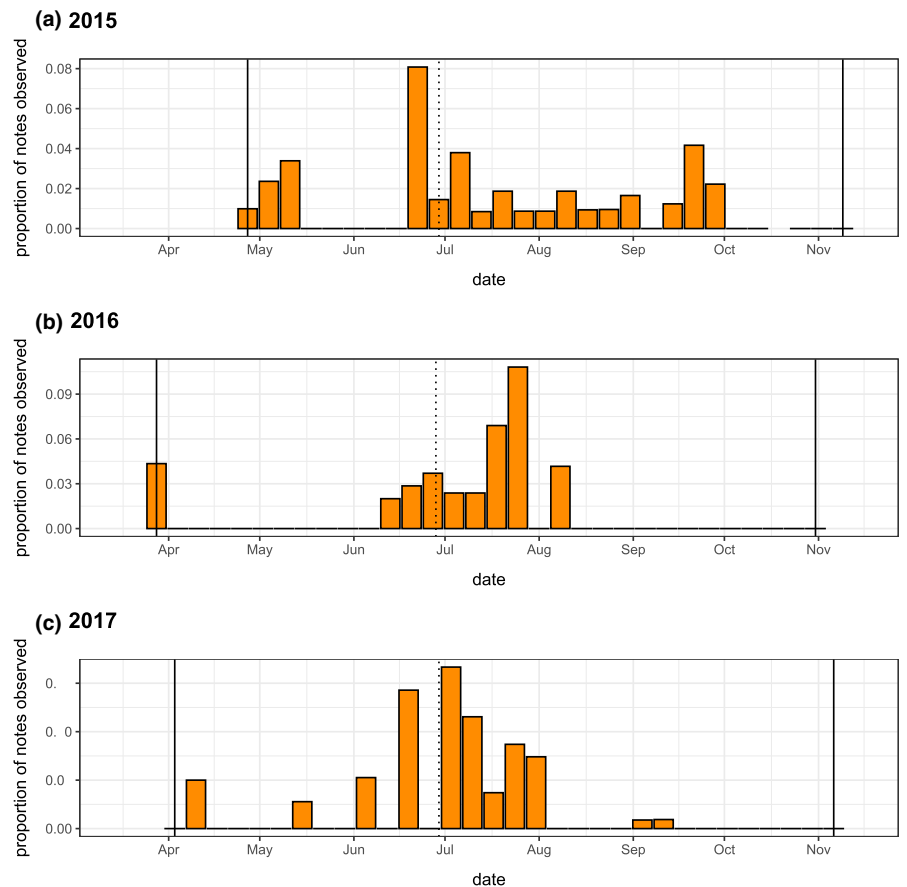 (a) 2015
proportion of notes observed
0.08
0.06
0.04
0.02
0.00
Apr May Jun Jul Aug Sep Oct Nov
date
(b) 2016
proportion of notes observed
0.09
0.06
0.03
0.00
Apr May Jun Jul Aug Sep Oct Nov
date
(c) 2017
proportion of notes observed
0.
0. 0
0.0
0.00
Apr May Jun Jul Aug Sep Oct Nov
date